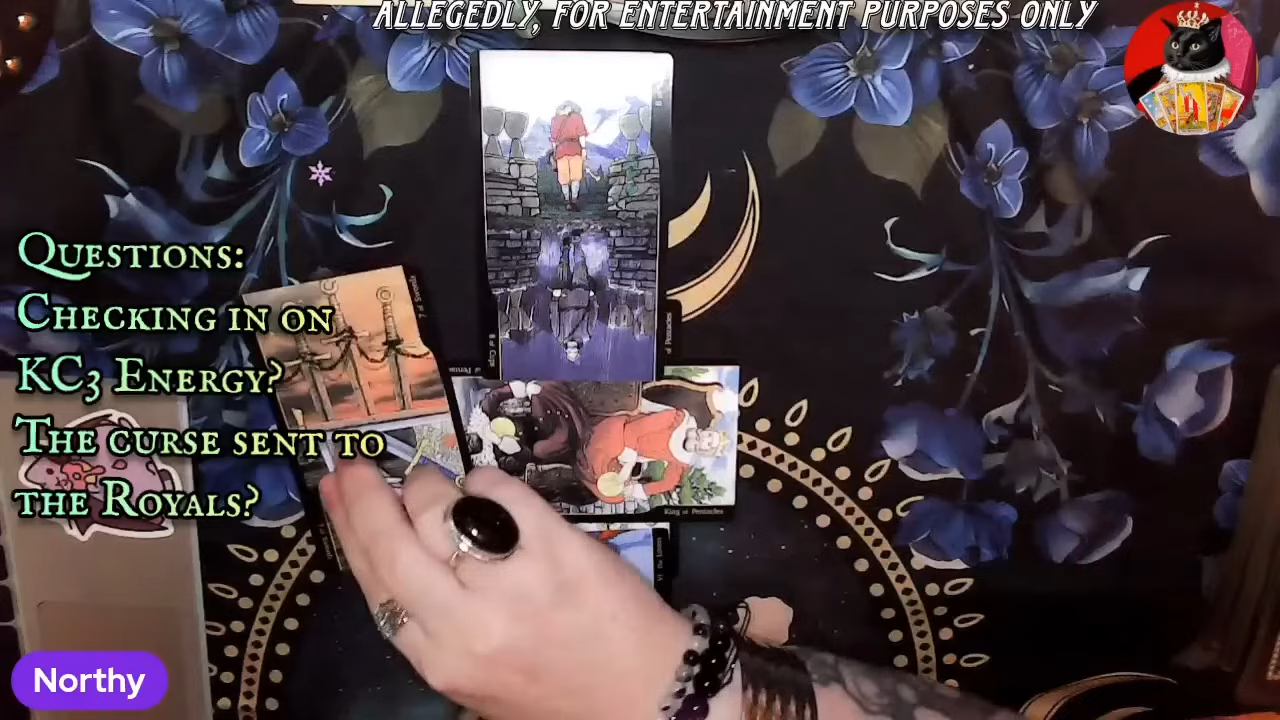 ALLEGEDLY, FOR ENTERTAINMENT PURPOSES ONLY
Questions:
Checking in on
KC3 Energy?
The curse sent to
the Royals?
King of Pentacles
Northy